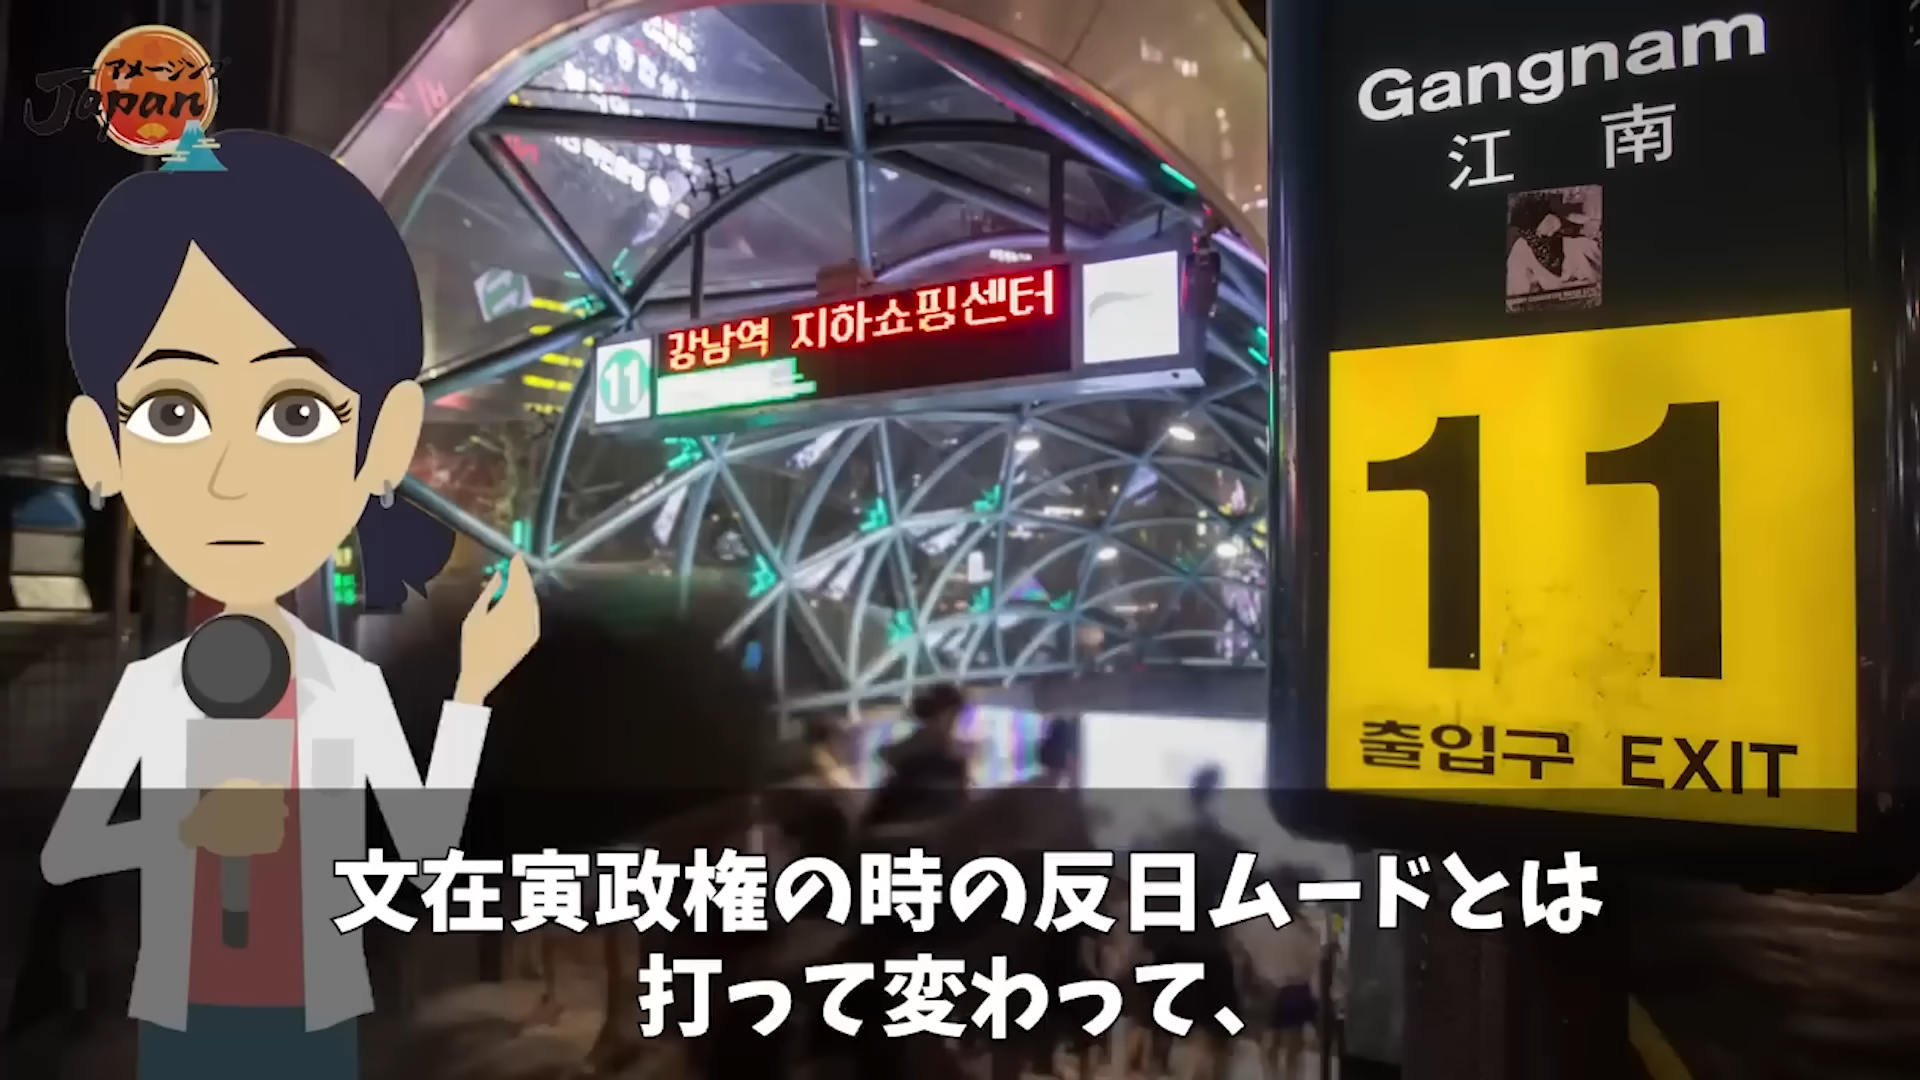 アメージング
Japan
Gangnam
江南
11
강남역 지하쇼핑센터
11
출입구 EXIT
文在寅政権の時の反日ムードとは
打って変わって、